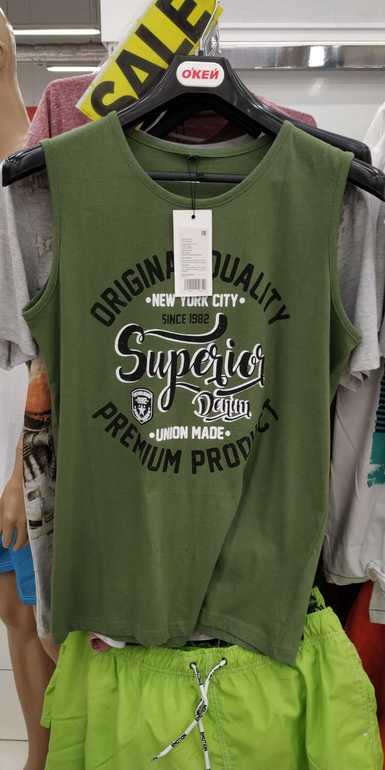 SALE
О'КЕЙ
ORIGINAL QUALITY
•NEW YORK CITY•
SINCE 1982
Superior
Denim
•UNION MADE•
PREMIUM PRODUCT